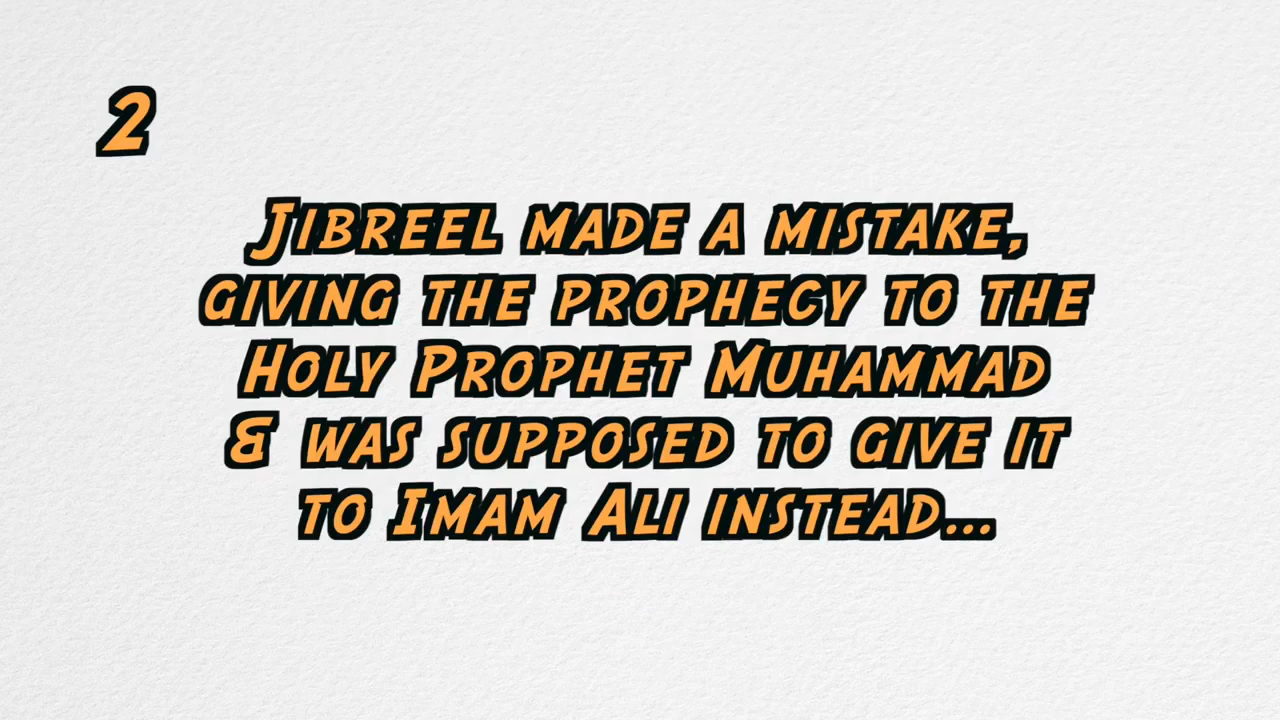 2
Jibreel made a mistake,
giving the prophecy to the
Holy Prophet Muhammad
& was supposed to give it
to Imam Ali instead...